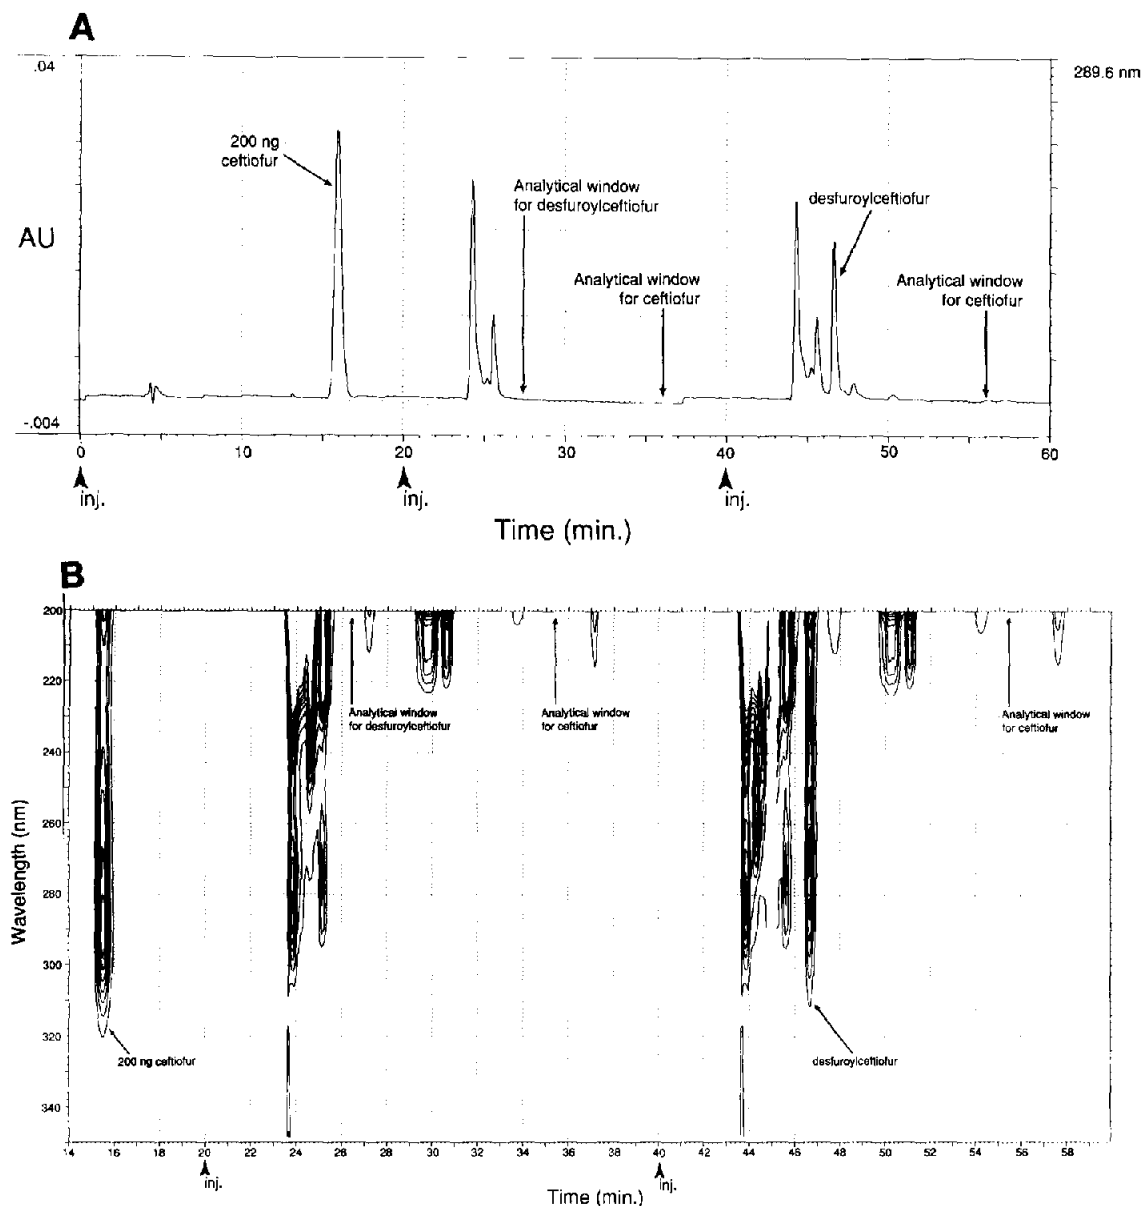 A
.04
289.6 nm
200 ng
ceftiofur
Analytical window
for desfuroylceftiofur
desfuroylceftiofur
AU
Analytical window
for ceftiofur
Analytical window
for ceftiofur
-.004
0 10 20 30 40 50 60
inj. inj. inj.
Time (min.)
B
200
220
240
260
280
300
320
340
Wavelength (nm)
Analytical window
for desfuroylceftiofur
Analytical window
for ceftiofur
Analytical window
for ceftiofur
200 ng ceftiofur
desfuroylceftiofur
14 16 18 20 22 24 26 28 30 32 34 36 38 40 42 44 46 48 50 52 54 56 58
inj. inj.
Time (min.)